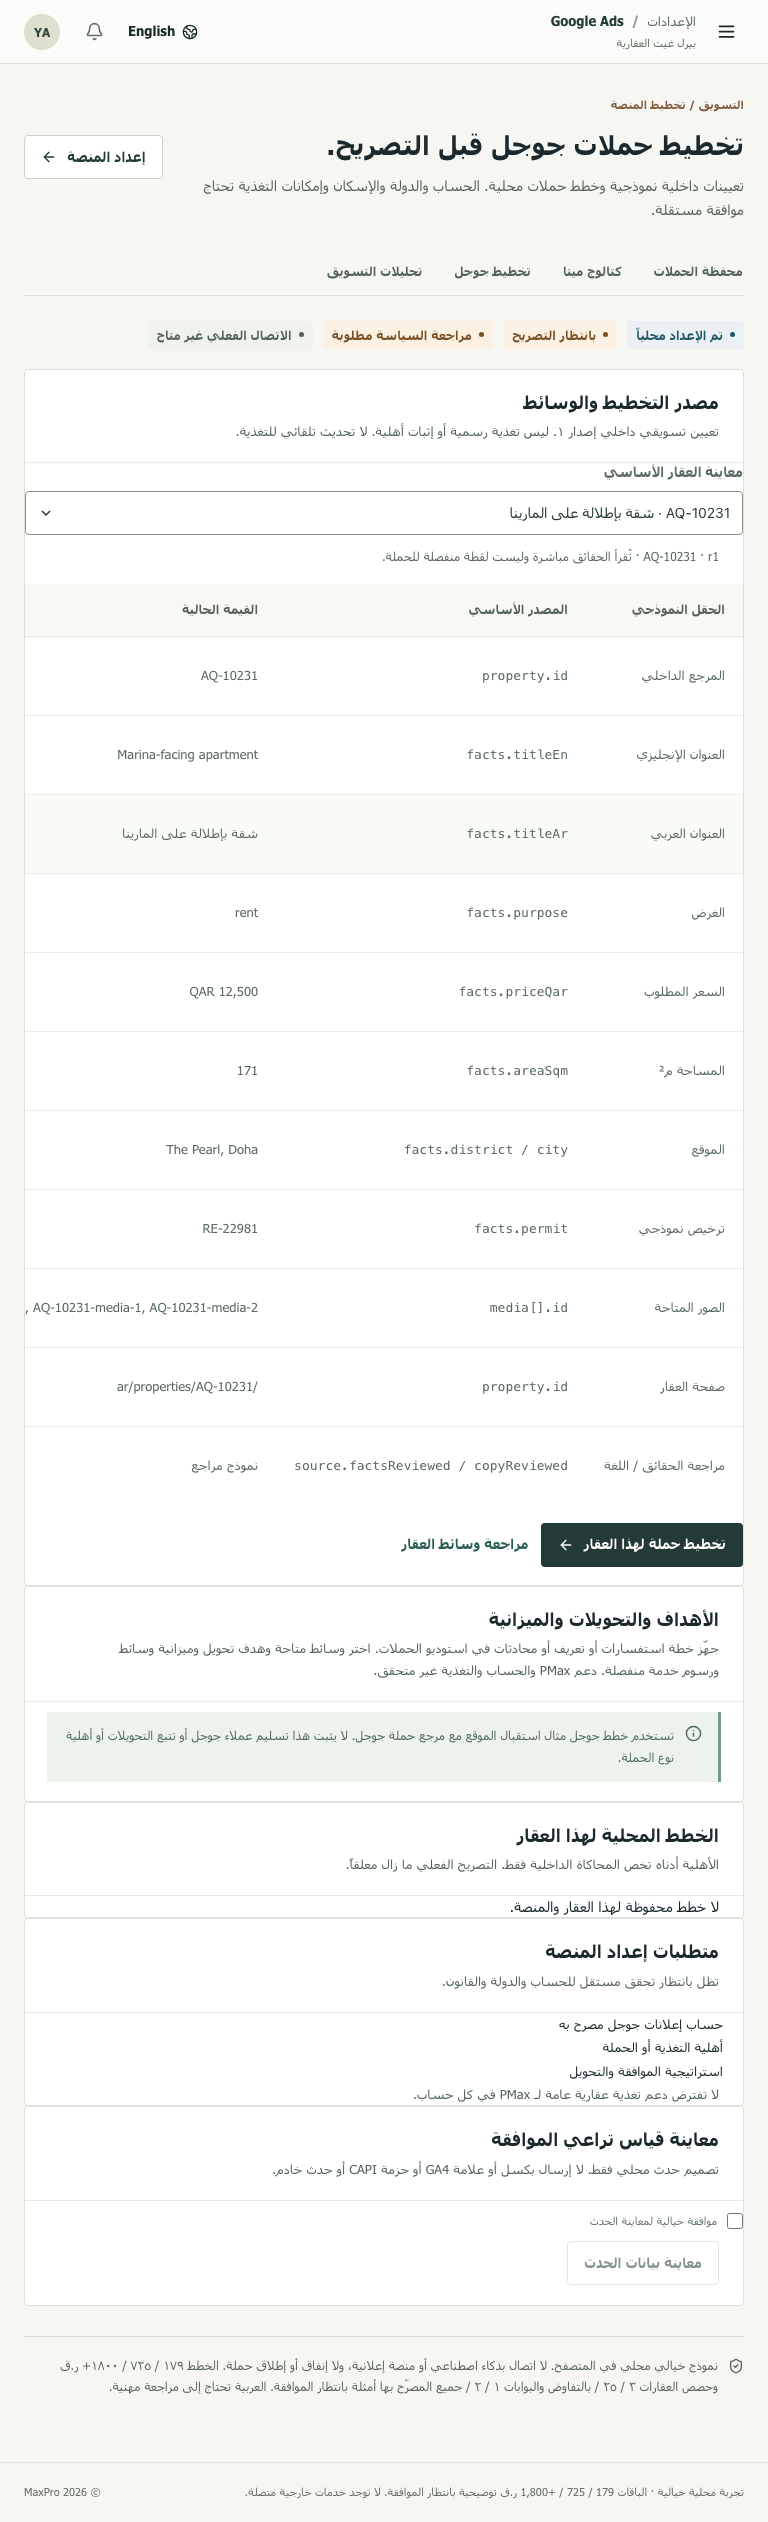 الإعدادات / Google Ads
بيرل غيت العقارية
English
YA
التسويق / تخطيط المنصة
تخطيط حملات جوجل قبل التصريح.
إعداد المنصة
تعيينات داخلية نموذجية وخطط حملات محلية. الحساب والدولة والإسكان وإمكانات التغذية تحتاج
موافقة مستقلة.
محفظة الحملات
كتالوج ميتا
تخطيط جوجل
تحليلات التسويق
تم الإعداد محلياً
بانتظار التصريح
مراجعة السياسة مطلوبة
الاتصال الفعلي غير متاح
مصدر التخطيط والوسائط
تعيين تسويقي داخلي إصدار ١. ليس تغذية رسمية أو إثبات أهلية. لا تحديث تلقائي للتغذية.
معاينة العقار الأساسي
AQ-10231 · شقة بإطلالة على المارينا
AQ-10231 · r1 · تُقرأ الحقائق مباشرة وليست لقطة منفصلة للحملة.
الحقل النموذجي المصدر الأساسي القيمة الحالية
المرجع الداخلي property.id AQ-10231
العنوان الإنجليزي facts.titleEn Marina-facing apartment
العنوان العربي facts.titleAr شقة بإطلالة على المارينا
الغرض facts.purpose rent
السعر المطلوب facts.priceQar QAR 12,500
المساحة م² facts.areaSqm 171
الموقع facts.district / city The Pearl, Doha
ترخيص نموذجي facts.permit RE-22981
الصور المتاحة media[].id , AQ-10231-media-1, AQ-10231-media-2
صفحة العقار property.id ar/properties/AQ-10231/
مراجعة الحقائق / اللغة source.factsReviewed / copyReviewed نموذج مراجع
تخطيط حملة لهذا العقار
مراجعة وسائط العقار
الأهداف والتحويلات والميزانية
جهّز خطة استفسارات أو تعريف أو محادثات في استوديو الحملات. اختر وسائط متاحة وهدف تحويل وميزانية وسائط
ورسوم خدمة منفصلة. دعم PMax والحساب والتغذية غير متحقق.
تستخدم خطط جوجل مثال استقبال الموقع مع مرجع حملة جوجل. لا يثبت هذا تسليم عملاء جوجل أو تتبع التحويلات أو أهلية
نوع الحملة.
الخطط المحلية لهذا العقار
الأهلية أدناه تخص المحاكاة الداخلية فقط. التصريح الفعلي ما زال معلقاً.
لا خطط محفوظة لهذا العقار والمنصة.
متطلبات إعداد المنصة
تظل بانتظار تحقق مستقل للحساب والدولة والقانون.
حساب إعلانات جوجل مصرح به
أهلية التغذية أو الحملة
استراتيجية الموافقة والتحويل
لا تفترض دعم تغذية عقارية عامة لـ PMax في كل حساب.
معاينة قياس تراعي الموافقة
تصميم حدث محلي فقط. لا إرسال بكسل أو علامة GA4 أو حزمة CAPI أو حدث خادم.
موافقة خيالية لمعاينة الحدث
معاينة بيانات الحدث
نموذج خيالي محلي في المتصفح. لا اتصال بذكاء اصطناعي أو منصة إعلانية، ولا إنفاق أو إطلاق حملة. الخطط ١٧٩ / ٧٢٥ / ١٨٠٠+ ر.ق
وحصص العقارات ٣ / ٢٥ / بالتفاوض والبوابات ١ / ٢ / جميع المصرّح بها أمثلة بانتظار الموافقة. العربية تحتاج إلى مراجعة مهنية.
تجربة محلية خيالية · الباقات 179 / 725 / +1,800 ر.ق توضيحية بانتظار الموافقة. لا توجد خدمات خارجية متصلة.
© 2026 MaxPro